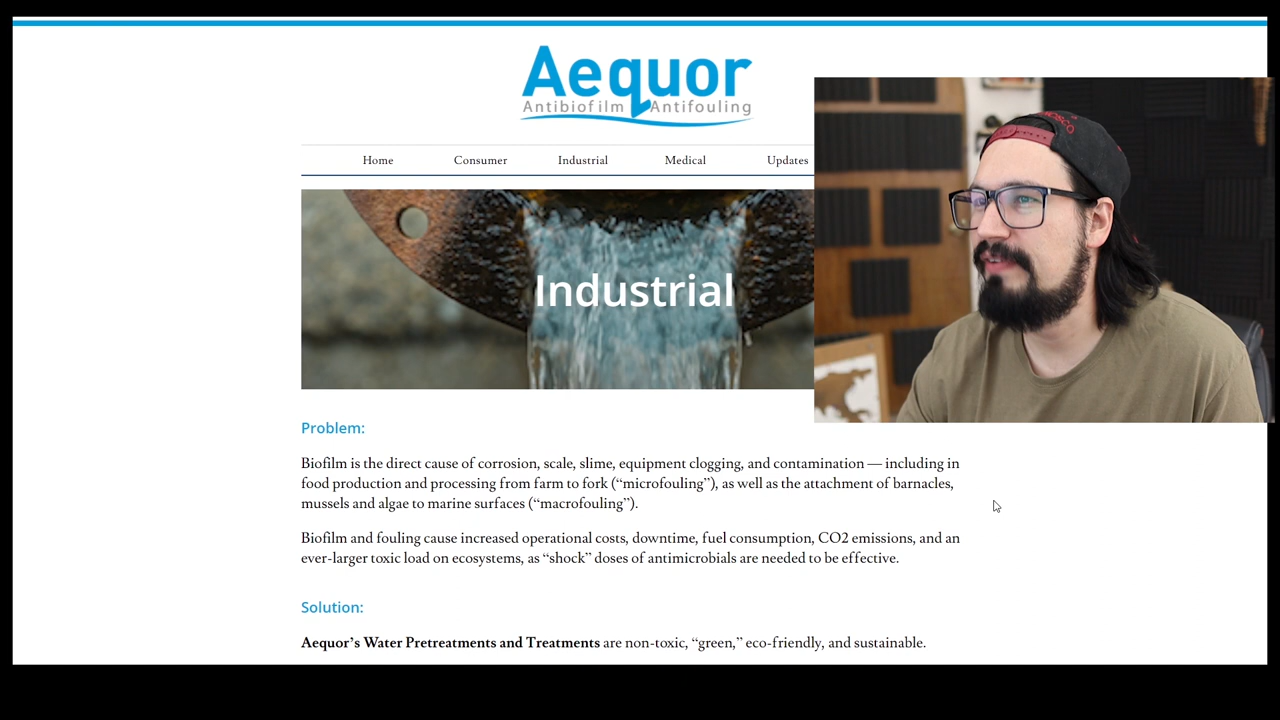 Aequor
Antibiofilm Antifouling
Home Consumer Industrial Medical Updates
Industrial
Problem:
Biofilm is the direct cause of corrosion, scale, slime, equipment clogging, and contamination — including in
food production and processing from farm to fork (“microfouling”), as well as the attachment of barnacles,
mussels and algae to marine surfaces (“macrofouling”).
Biofilm and fouling cause increased operational costs, downtime, fuel consumption, CO2 emissions, and an
ever-larger toxic load on ecosystems, as “shock” doses of antimicrobials are needed to be effective.
Solution:
Aequor’s Water Pretreatments and Treatments are non-toxic, “green,” eco-friendly, and sustainable.